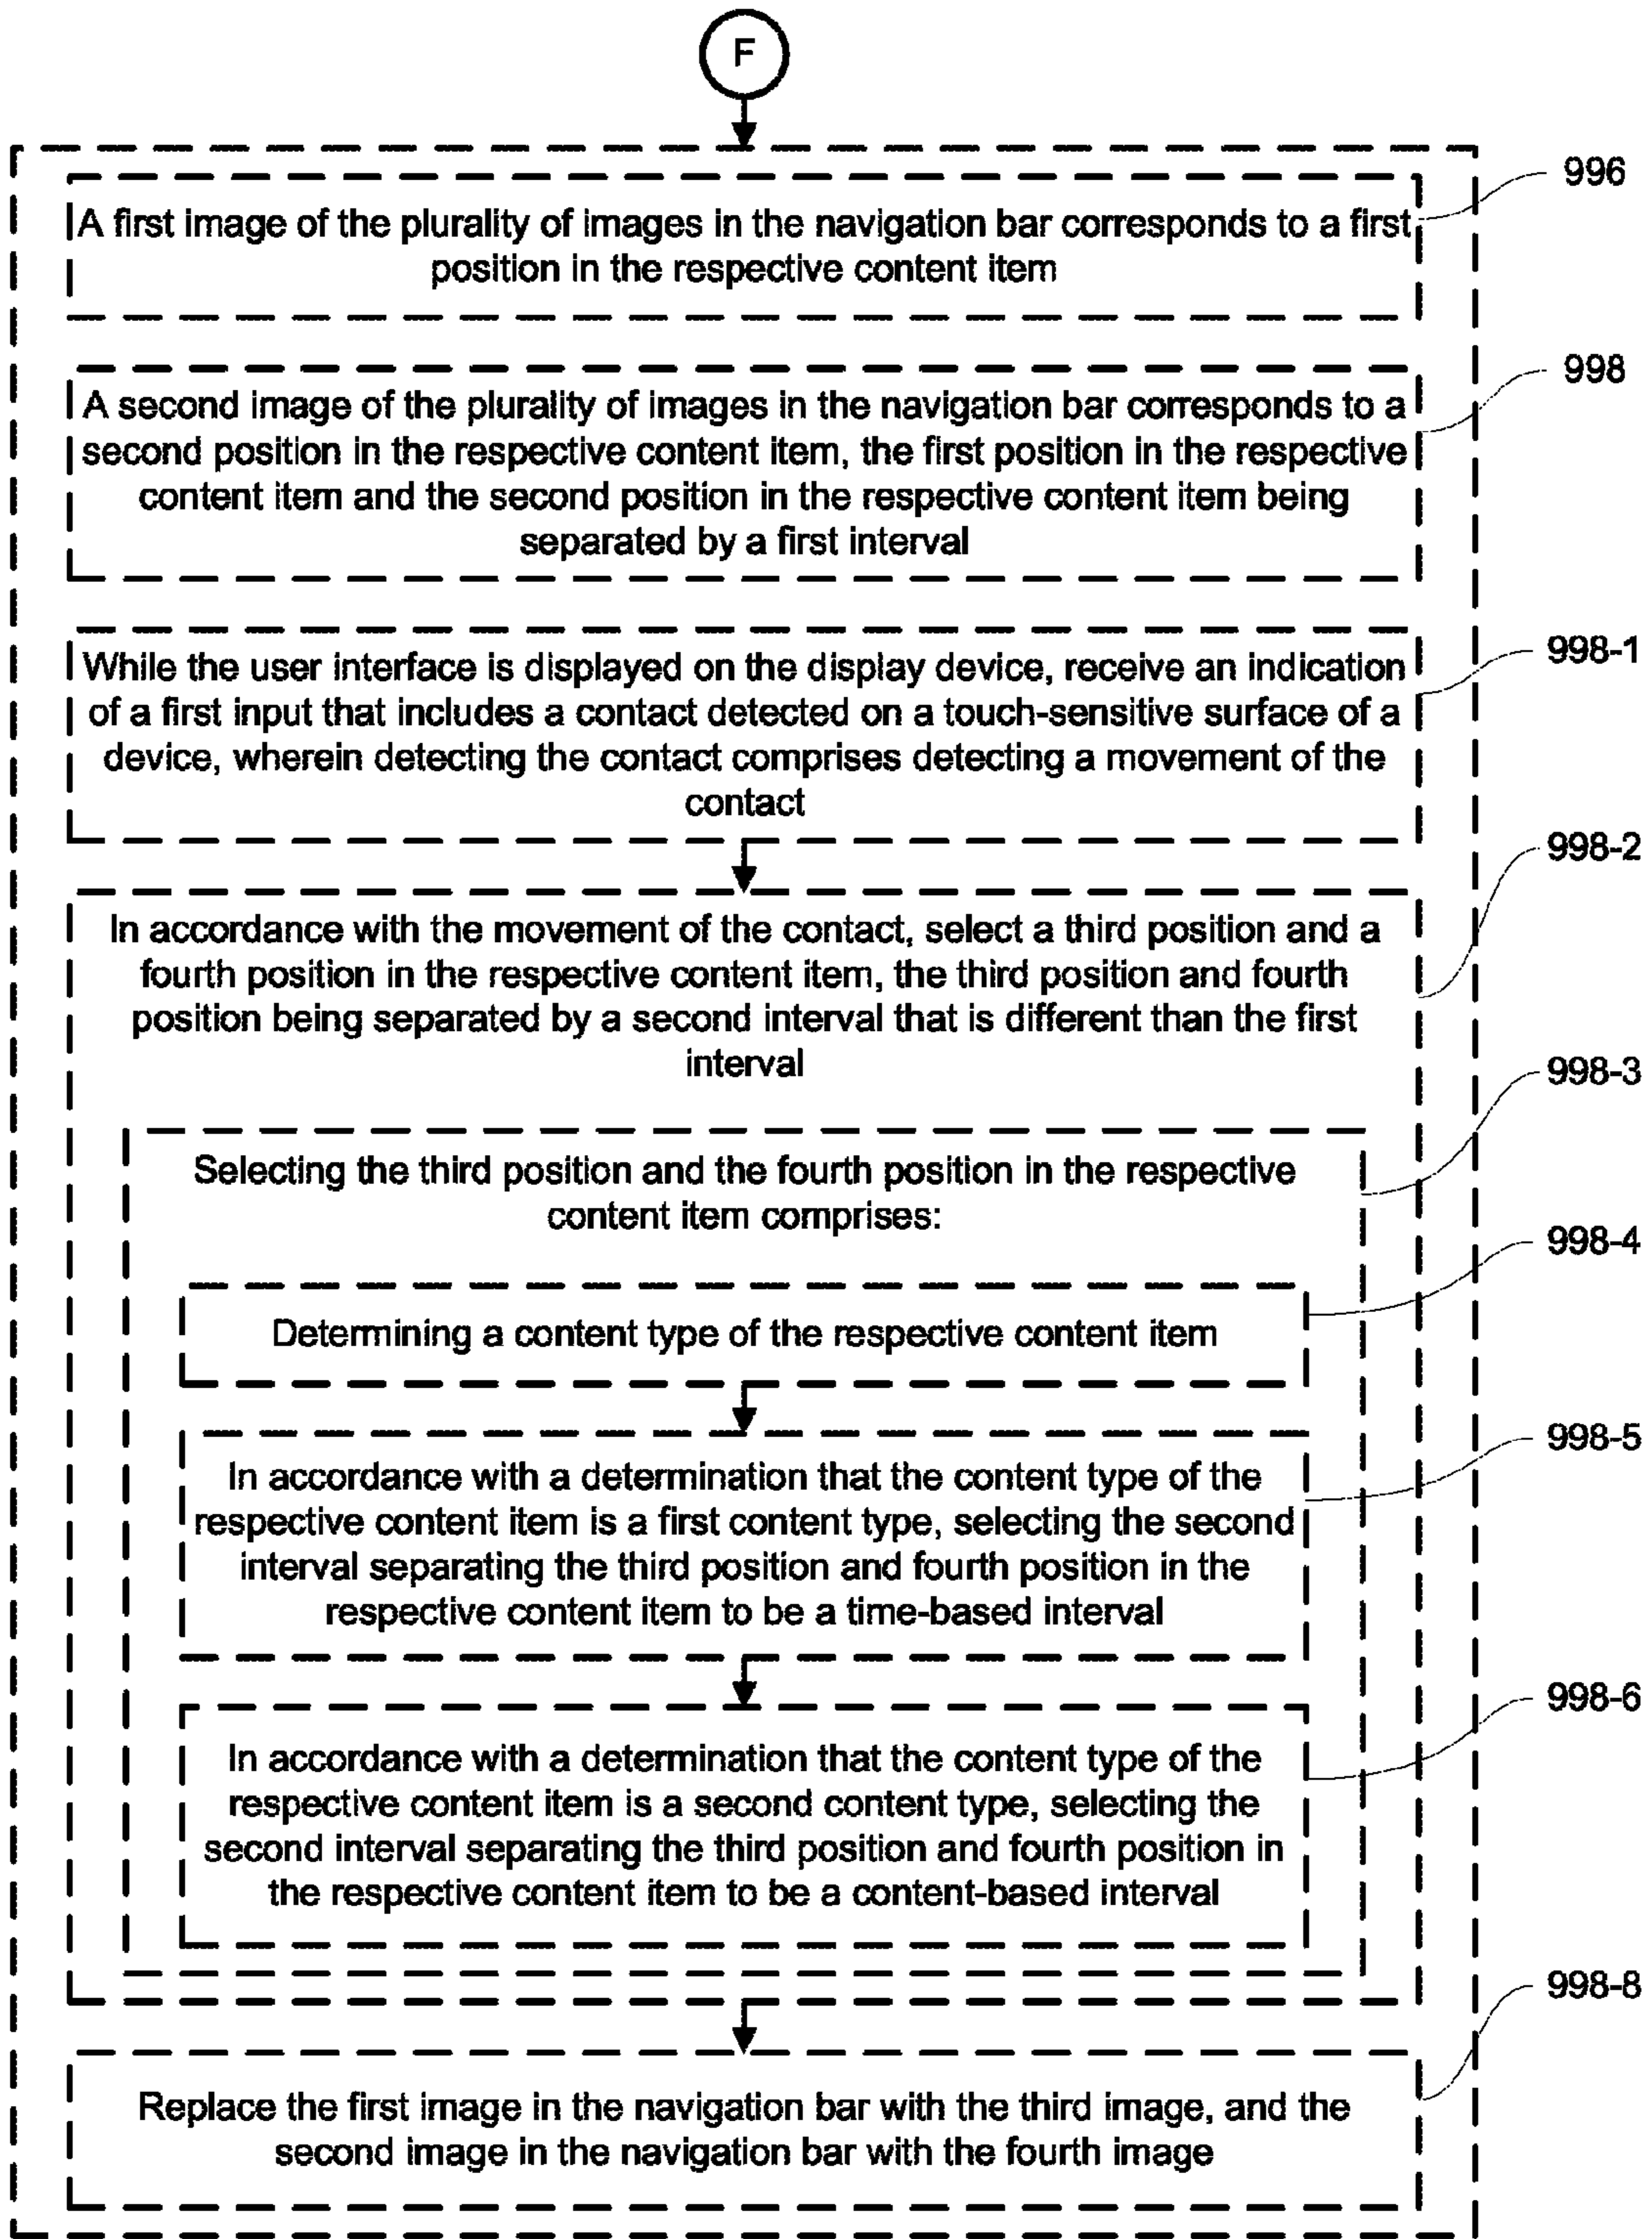 F
996
A first image of the plurality of images in the navigation bar corresponds to a first
position in the respective content item
998
A second image of the plurality of images in the navigation bar corresponds to a
second position in the respective content item, the first position in the respective
content item and the second position in the respective content item being
separated by a first interval
998-1
While the user interface is displayed on the display device, receive an indication
of a first input that includes a contact detected on a touch-sensitive surface of a
device, wherein detecting the contact comprises detecting a movement of the
contact
998-2
In accordance with the movement of the contact, select a third position and a
fourth position in the respective content item, the third position and fourth
position being separated by a second interval that is different than the first
interval
998-3
Selecting the third position and the fourth position in the respective
content item comprises:
998-4
Determining a content type of the respective content item
998-5
In accordance with a determination that the content type of the
respective content item is a first content type, selecting the second
interval separating the third position and fourth position in the
respective content item to be a time-based interval
998-6
In accordance with a determination that the content type of the
respective content item is a second content type, selecting the
second interval separating the third position and fourth position in
the respective content item to be a content-based interval
998-8
Replace the first image in the navigation bar with the third image, and the
second image in the navigation bar with the fourth image